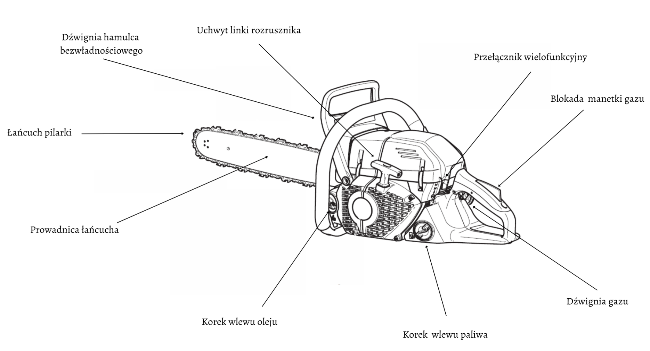 Uchwyt linki rozrusznika
Dźwignia hamulca
bezwładnościowego
Przełącznik wielofunkcyjny
Blokada manetki gazu
Łańcuch pilarki
Prowadnica łańcucha
Dźwignia gazu
Korek wlewu oleju
Korek wlewu paliwa